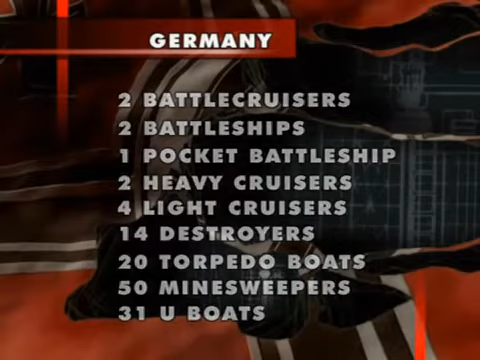 GERMANY
2 BATTLECRUISERS
2 BATTLESHIPS
1 POCKET BATTLESHIP
2 HEAVY CRUISERS
4 LIGHT CRUISERS
14 DESTROYERS
20 TORPEDO BOATS
50 MINESWEEPERS
31 U BOATS